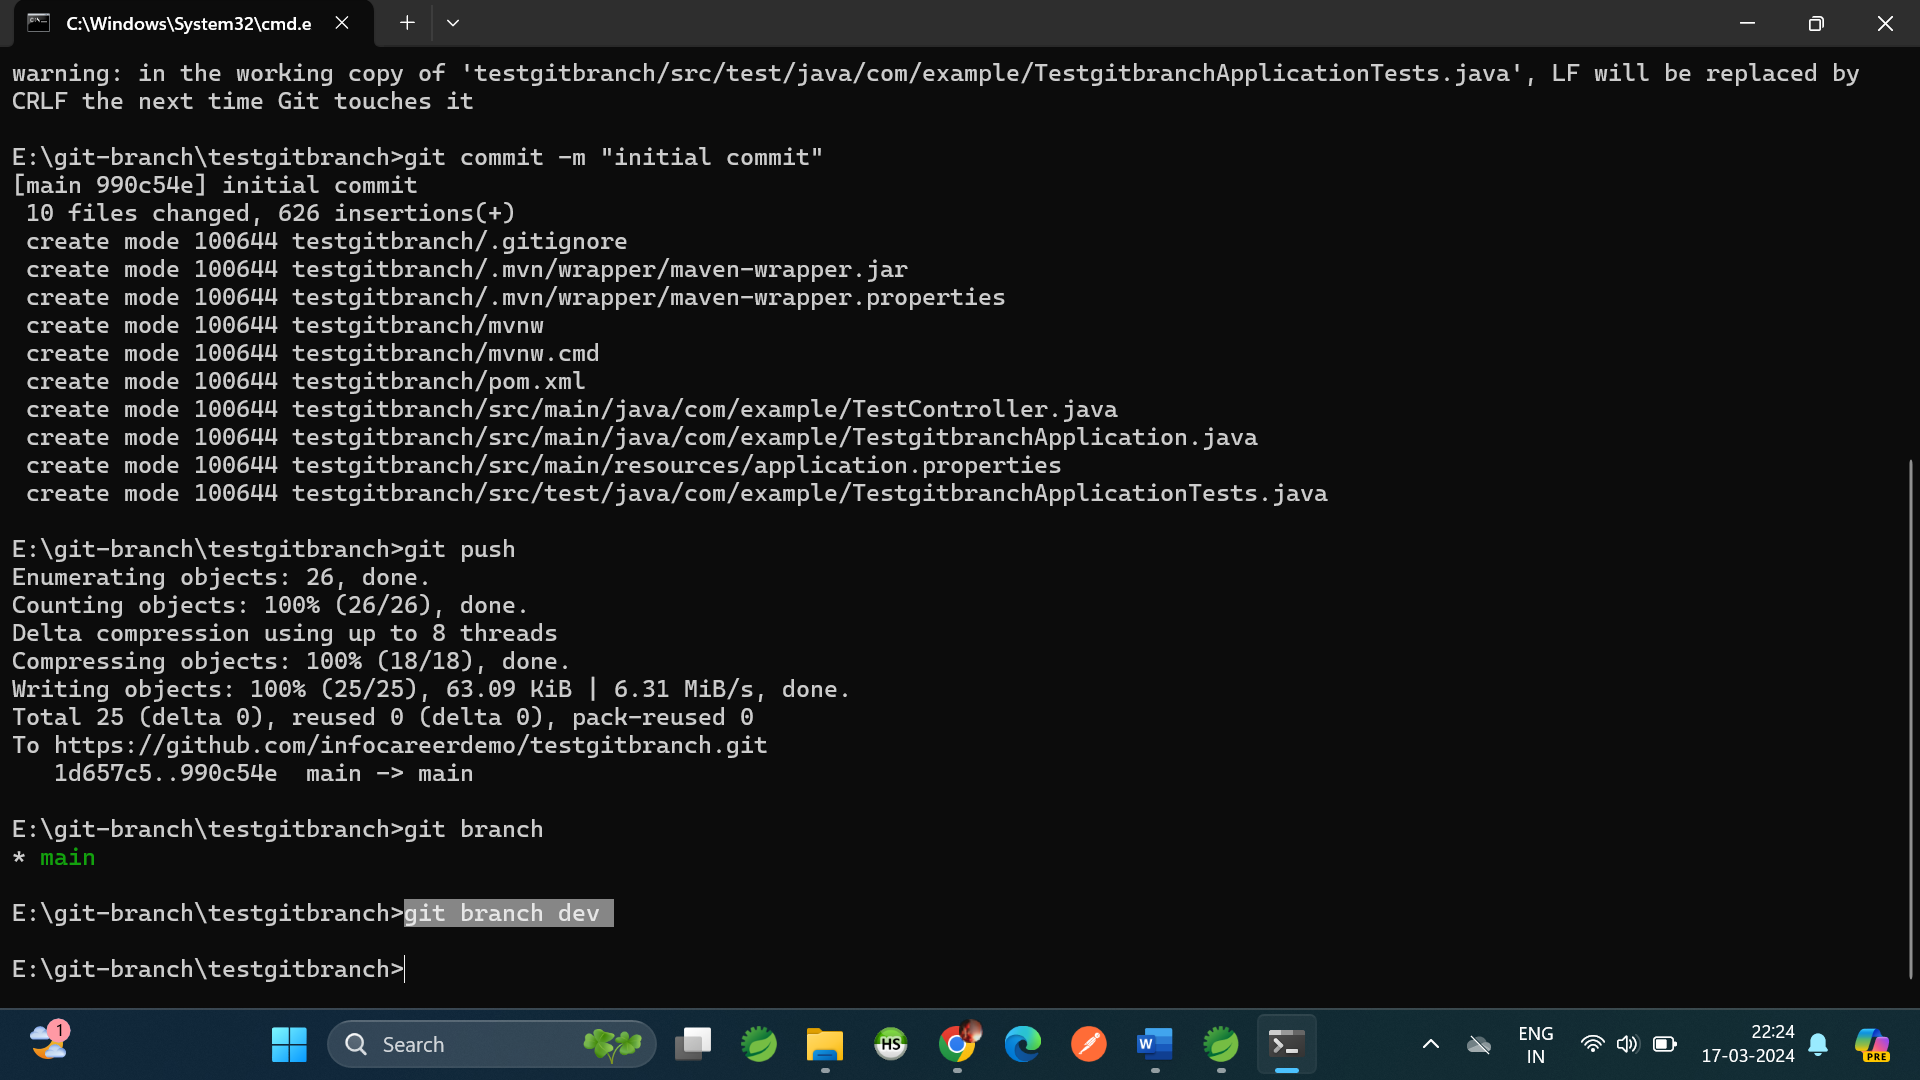 C:\Windows\System32\cmd.e
warning: in the working copy of 'testgitbranch/src/test/java/com/example/TestgitbranchApplicationTests.java', LF will be replaced by
CRLF the next time Git touches it
E:\git-branch\testgitbranch>git commit -m "initial commit"
[main 990c54e] initial commit
10 files changed, 626 insertions(+)
create mode 100644 testgitbranch/.gitignore
create mode 100644 testgitbranch/.mvn/wrapper/maven-wrapper.jar
create mode 100644 testgitbranch/.mvn/wrapper/maven-wrapper.properties
create mode 100644 testgitbranch/mvnw
create mode 100644 testgitbranch/mvnw.cmd
create mode 100644 testgitbranch/pom.xml
create mode 100644 testgitbranch/src/main/java/com/example/TestController.java
create mode 100644 testgitbranch/src/main/java/com/example/TestgitbranchApplication.java
create mode 100644 testgitbranch/src/main/resources/application.properties
create mode 100644 testgitbranch/src/test/java/com/example/TestgitbranchApplicationTests.java
E:\git-branch\testgitbranch>git push
Enumerating objects: 26, done.
Counting objects: 100% (26/26), done.
Delta compression using up to 8 threads
Compressing objects: 100% (18/18), done.
Writing objects: 100% (25/25), 63.09 KiB | 6.31 MiB/s, done.
Total 25 (delta 0), reused 0 (delta 0), pack-reused 0
To https://github.com/infocareerdemo/testgitbranch.git
1d657c5..990c54e  main -> main
E:\git-branch\testgitbranch>git branch
* main
E:\git-branch\testgitbranch>git branch dev
E:\git-branch\testgitbranch>
1
Search
HS
W
ENG
IN
22:24
17-03-2024
PRE